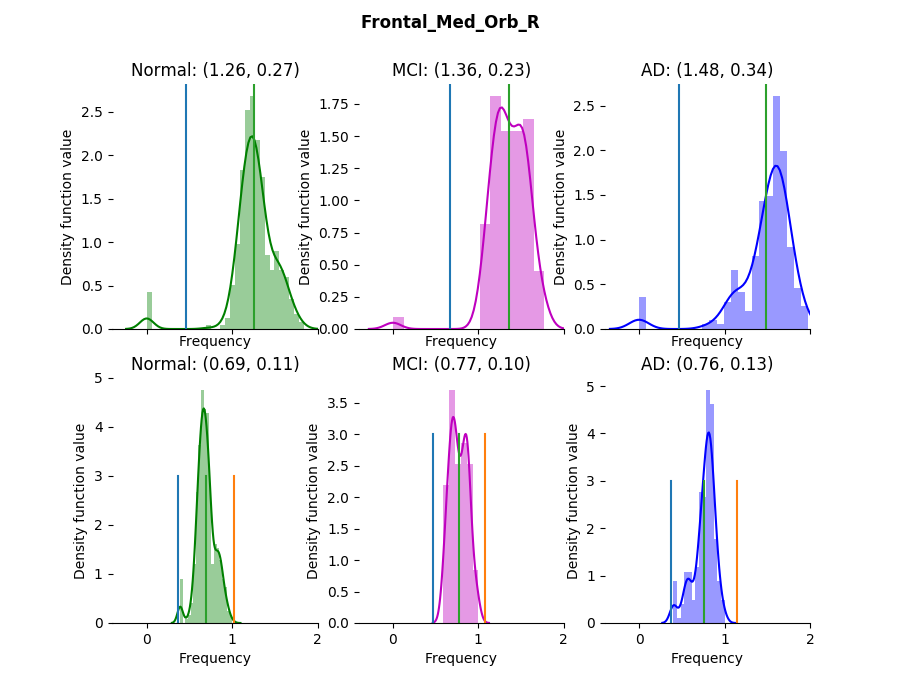 Frontal_Med_Orb_R
Normal: (1.26, 0.27)
MCI: (1.36, 0.23)
AD: (1.48, 0.34)
Density function value
2.5
2.0
1.5
1.0
0.5
0.0
Frequency
Density function value
1.75
1.50
1.25
1.00
0.75
0.50
0.25
0.00
Frequency
Density function value
2.5
2.0
1.5
1.0
0.5
0.0
Frequency
Normal: (0.69, 0.11)
MCI: (0.77, 0.10)
AD: (0.76, 0.13)
Density function value
5
4
3
2
1
0
0 1 2
Frequency
Density function value
3.5
3.0
2.5
2.0
1.5
1.0
0.5
0.0
0 1 2
Frequency
Density function value
5
4
3
2
1
0
0 1 2
Frequency